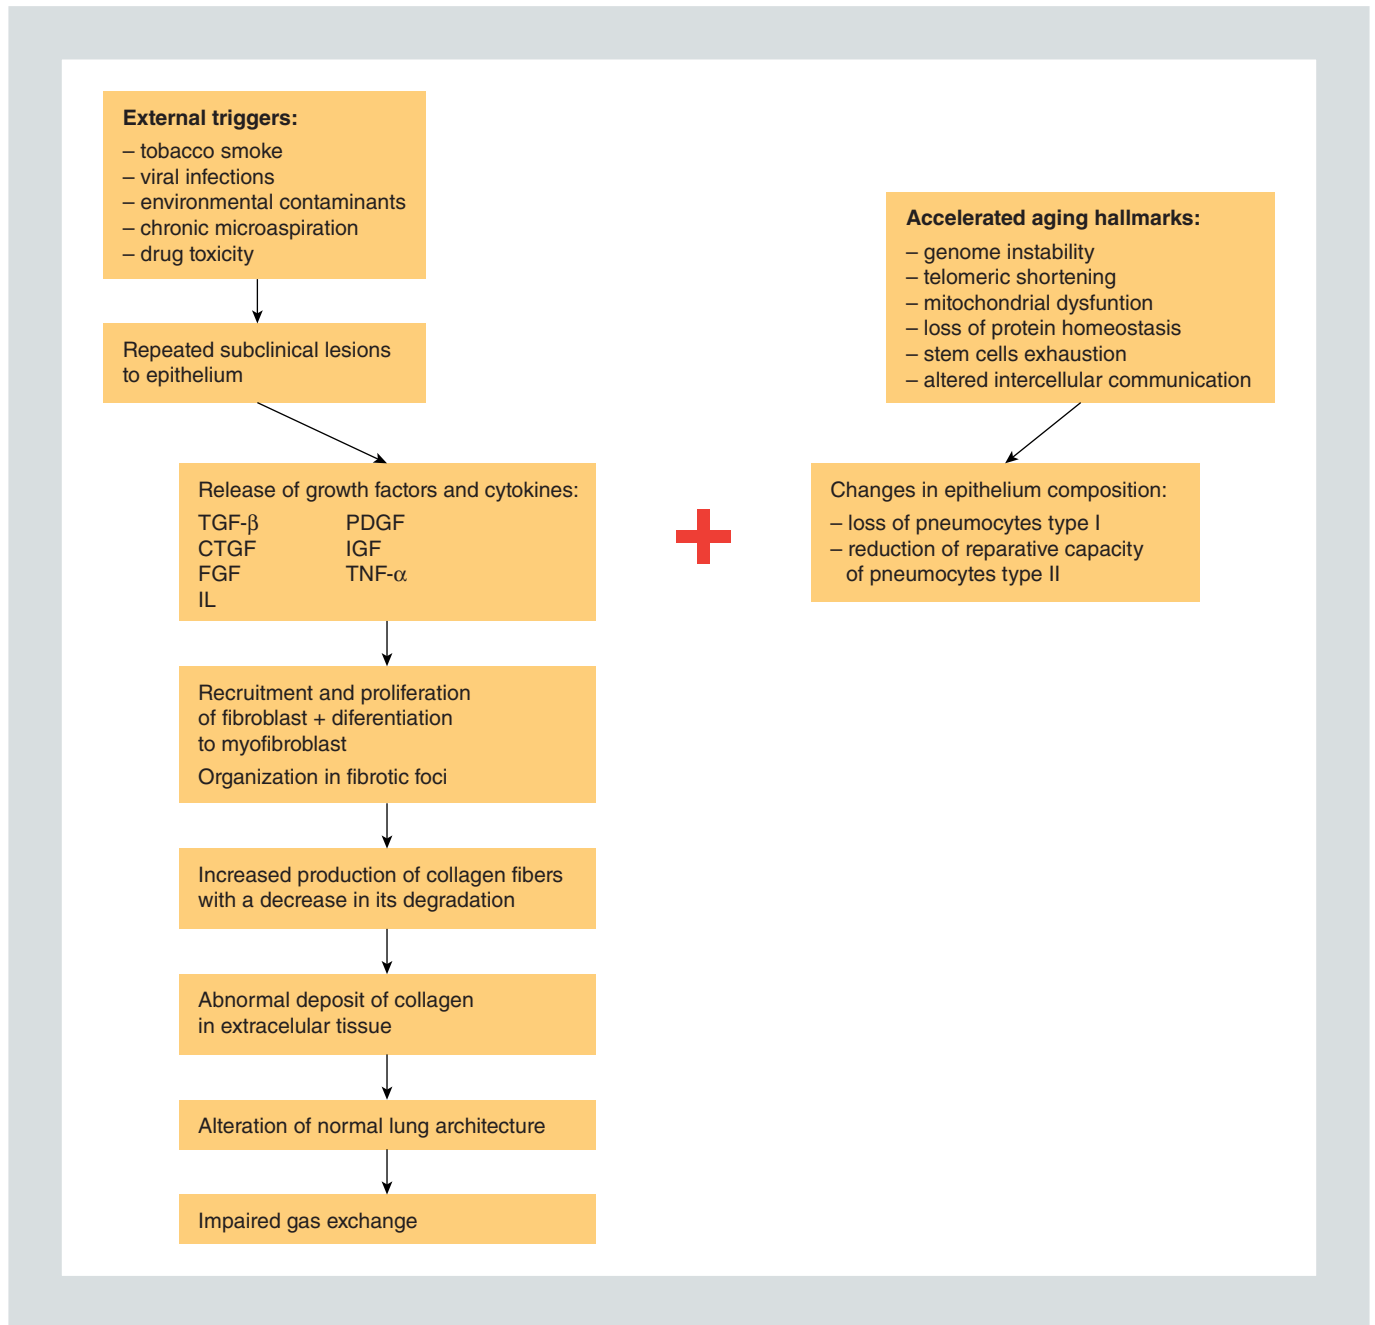 External triggers:
– tobacco smoke
– viral infections
– environmental contaminants
– chronic microaspiration
– drug toxicity
Repeated subclinical lesions
to epithelium
Accelerated aging hallmarks:
– genome instability
– telomeric shortening
– mitochondrial dysfuntion
– loss of protein homeostasis
– stem cells exhaustion
– altered intercellular communication
Release of growth factors and cytokines:
TGF-β PDGF
CTGF IGF
FGF TNF-α
IL
+
Changes in epithelium composition:
– loss of pneumocytes type I
– reduction of reparative capacity
of pneumocytes type II
Recruitment and proliferation
of fibroblast + diferentiation
to myofibroblast
Organization in fibrotic foci
Increased production of collagen fibers
with a decrease in its degradation
Abnormal deposit of collagen
in extracelular tissue
Alteration of normal lung architecture
Impaired gas exchange